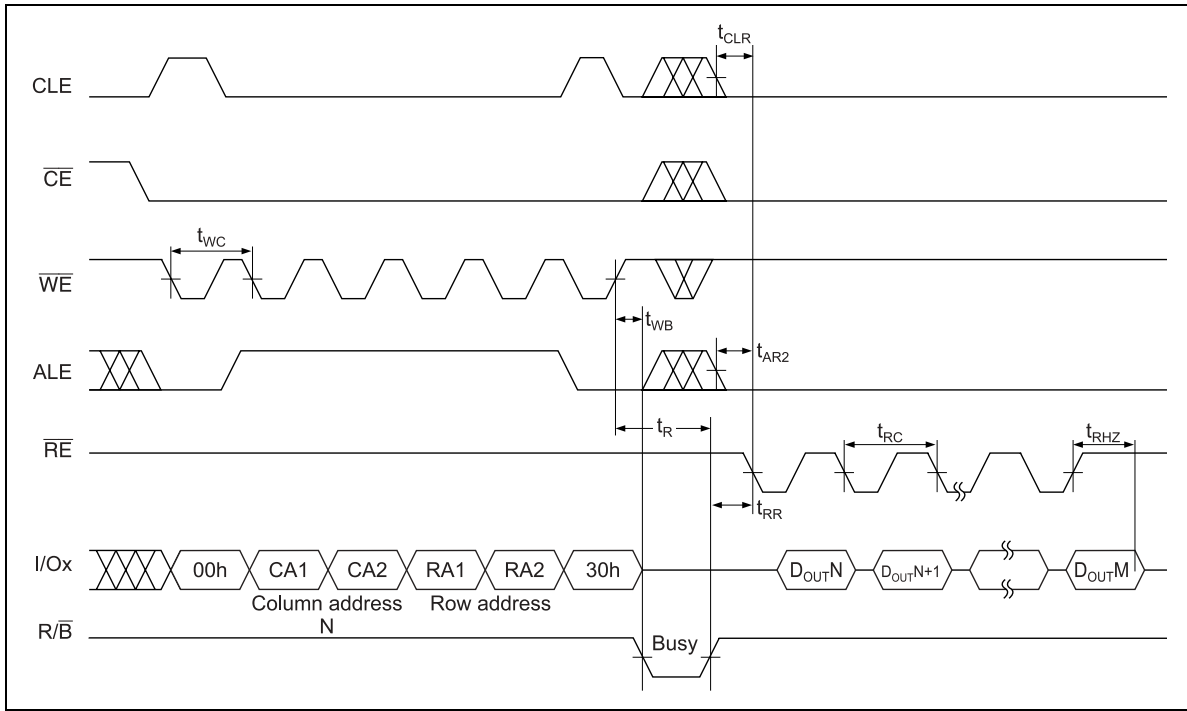 tCLR
CLE
CE
tWC
WE
tWB
ALE
tAR2
tR
RE
tRC
tRHZ
tRR
I/Ox
00h
CA1
CA2
RA1
RA2
30h
DOUTN
DOUTN+1
DOUTM
Column address
Row address
N
R/B
Busy